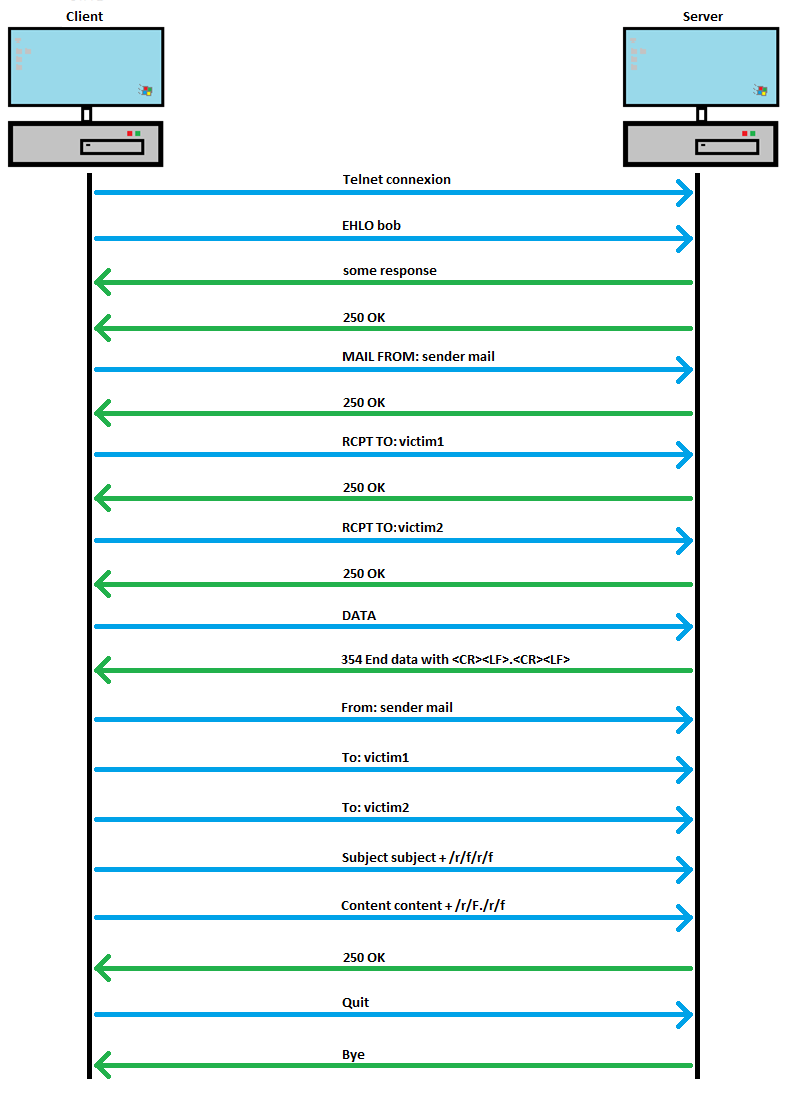 Client
Server
Telnet connexion
EHLO bob
some response
250 OK
MAIL FROM: sender mail
250 OK
RCPT TO: victim1
250 OK
RCPT TO: victim2
250 OK
DATA
354 End data with <CR><LF>.<CR><LF>
From: sender mail
To: victim1
To: victim2
Subject subject + /r/f/r/f
Content content + /r/F./r/f
250 OK
Quit
Bye